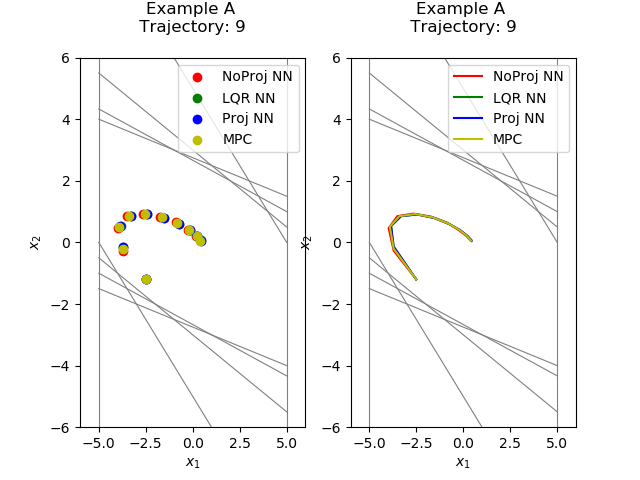 Example A
Trajectory: 9
NoProj NN
LQR NN
Proj NN
MPC
6
4
2
0
−2
−4
−6
x₂
−5.0
−2.5
0.0
2.5
5.0
x₁
Example A
Trajectory: 9
NoProj NN
LQR NN
Proj NN
MPC
6
4
2
0
−2
−4
−6
x₂
−5.0
−2.5
0.0
2.5
5.0
x₁